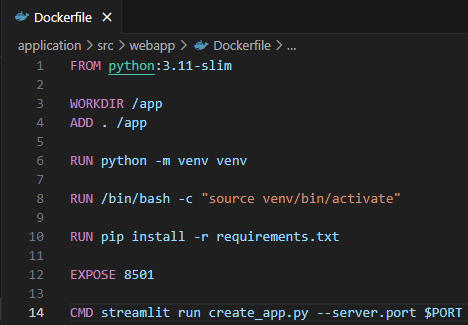 Dockerfile ×
application > src > webapp > Dockerfile > ...
1 FROM python:3.11-slim
2
3 WORKDIR /app
4 ADD . /app
5
6 RUN python -m venv venv
7
8 RUN /bin/bash -c "source venv/bin/activate"
9
10 RUN pip install -r requirements.txt
11
12 EXPOSE 8501
13
14 CMD streamlit run create_app.py --server.port $PORT